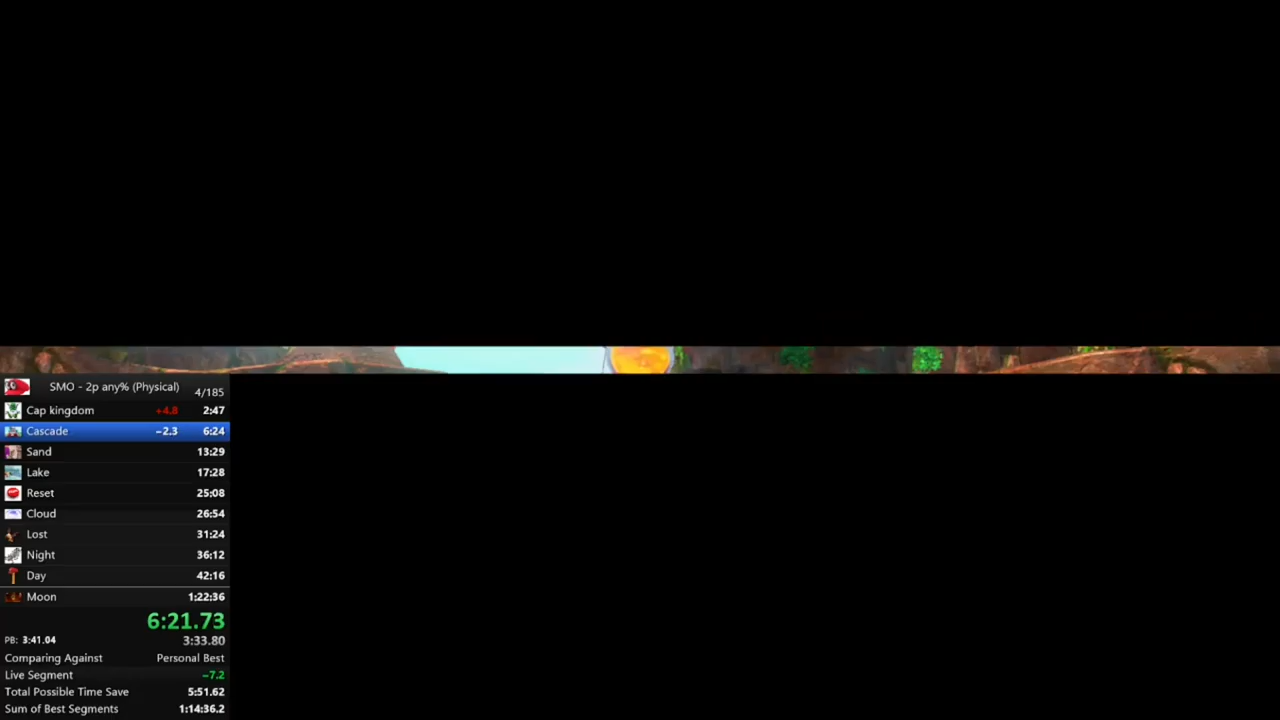 SMO - 2p any% (Physical) 4/185
Cap kingdom +4.8 2:47
Cascade −2.3 6:24
Sand 13:29
Lake 17:28
Reset 25:08
Cloud 26:54
Lost 31:24
Night 36:12
Day 42:16
Moon 1:22:36
6:21.73
PB: 3:41.04 3:33.80
Comparing Against Personal Best
Live Segment −7.2
Total Possible Time Save 5:51.62
Sum of Best Segments 1:14:36.2